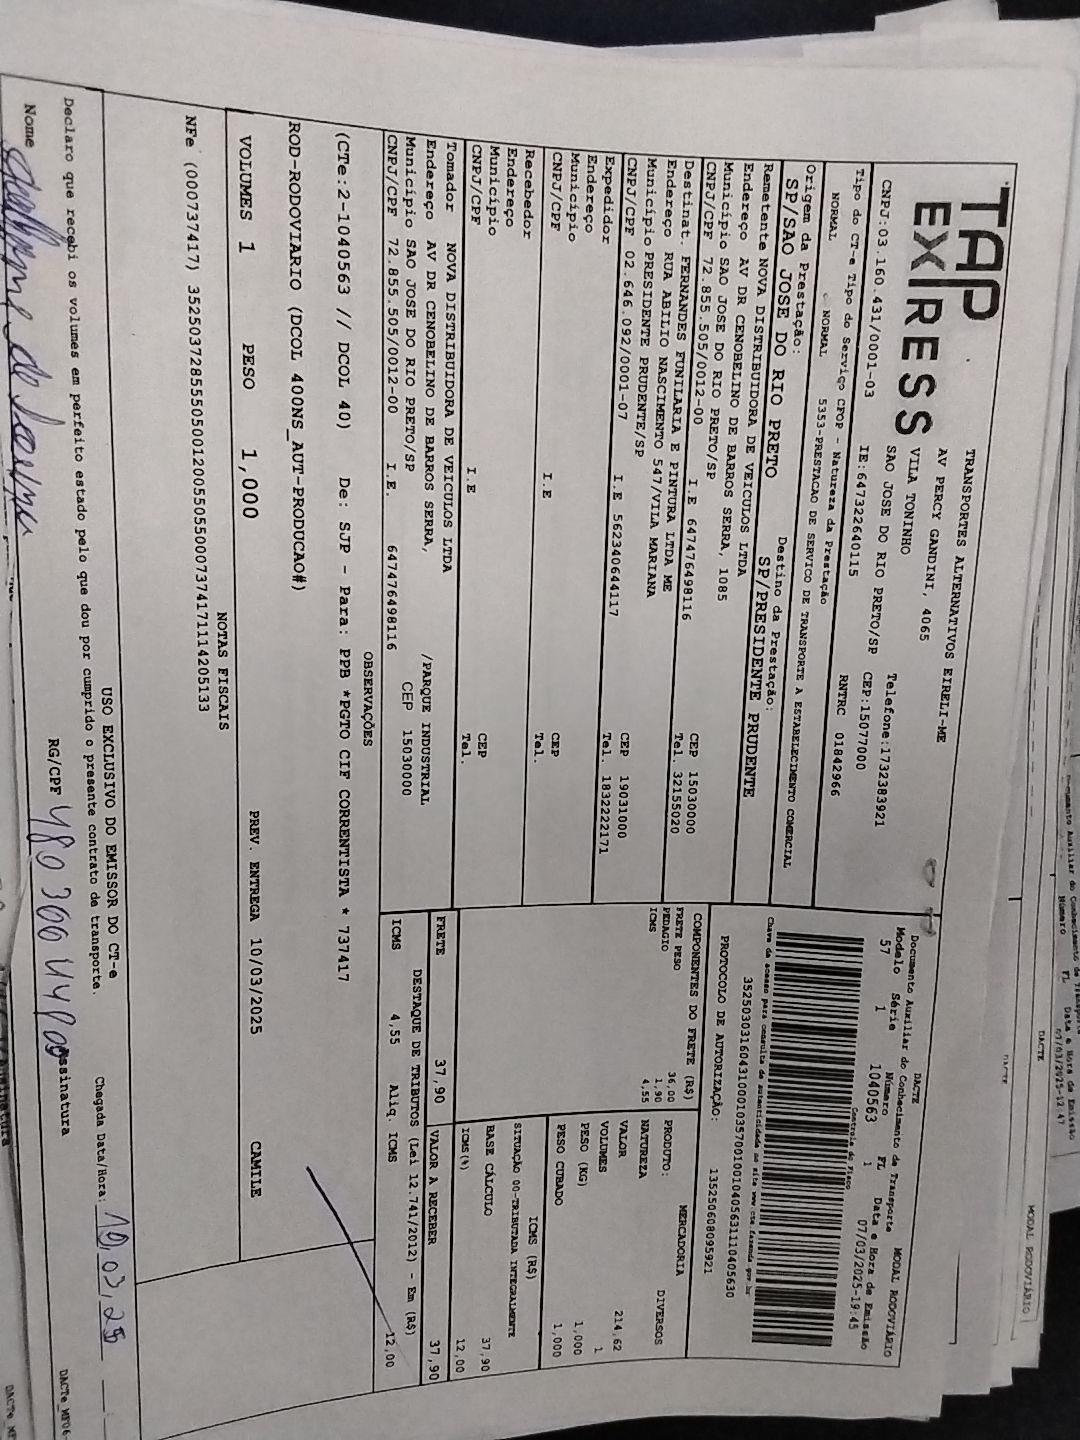 TAP
EXPRESS
TRANSPORTES ALTERNATIVOS EIRELI-ME
AV PERCY GANDINI, 4065
VILA TONINHO
SAO JOSE DO RIO PRETO/SP Telefone:1732383921
CNPJ:03.160.431/0001-03 IE:647322640115 CEP:15077000
Tipo do CT-e Tipo do Serviço CFOP - Natureza da Prestação RNTRC 01842966
NORMAL NORMAL 5353-PRESTACAO DE SERVICO DE TRANSPORTE A ESTABELECIMENTO COMERCIAL
Origem da Prestação: Destino da Prestação:
SP/SAO JOSE DO RIO PRETO SP/PRESIDENTE PRUDENTE
Remetente NOVA DISTRIBUIDORA DE VEICULOS LTDA
Endereço AV DR CENOBELINO DE BARROS SERRA, 1085
Município SAO JOSE DO RIO PRETO/SP CEP 15030000
CNPJ/CPF 72.855.505/0012-00 I.E 647476498116 Tel. 32155020
Destinat. FERNANDES FUNILARIA E PINTURA LTDA ME
Endereço RUA ABILIO NASCIMENTO 547/VILA MARIANA
Município PRESIDENTE PRUDENTE/SP CEP 19031000
CNPJ/CPF 02.646.092/0001-07 I.E 562340644117 Tel. 1832222171
Expedidor
Endereço
Município CEP
CNPJ/CPF I.E Tel.
Recebedor
Endereço
Município CEP
CNPJ/CPF I.E Tel.
Tomador NOVA DISTRIBUIDORA DE VEICULOS LTDA
Endereço AV DR CENOBELINO DE BARROS SERRA, /PARQUE INDUSTRIAL
Município SAO JOSE DO RIO PRETO/SP CEP 15030000
CNPJ/CPF 72.855.505/0012-00 I.E. 647476498116
DACTE
Documento Auxiliar do Conhecimento de Transporte MODAL RODOVIÁRIO
Modelo Série Número FL Data e Hora de Emissão
57 1 1040563 1 07/03/2025-19:45
Controle do Fisco
Chave de acesso para consulta de autenticidade no site www.cte.fazenda.gov.br
35250303160431000103570010010405631110405630
PROTOCOLO DE AUTORIZAÇÃO: 135250608095921
COMPONENTES DO FRETE (R$)
FRETE PESO 36,00
PEDAGIO 1,90
ICMS 4,55
PRODUTO: MERCADORIA
NATUREZA DIVERSOS
VALOR 214,62
VOLUMES 1
PESO (KG) 1,000
PESO CUBADO 1,000
ICMS (R$)
SITUAÇÃO 00-TRIBUTADA INTEGRALMENTE
BASE CÁLCULO 37,90
ICMS(%) 12,00
FRETE 37,90 VALOR A RECEBER 37,90
DESTAQUE DE TRIBUTOS (Lei 12.741/2012) - Em (R$)
ICMS 4,55 Aliq. ICMS 12,00
OBSERVAÇÕES
(CTe:2-1040563 // DCOL 40) De: SJP - Para: PPB *PGTO CIF CORRENTISTA * 737417
ROD-RODOVIARIO (DCOL 400NS_AUT-PRODUCAO#)
VOLUMES 1 PESO 1,000 PREV. ENTREGA 10/03/2025 CAMILE
NOTAS FISCAIS
NFe (000737417) 35250372855505001200550550007374171114205133
USO EXCLUSIVO DO EMISSOR DO CT-e
Declaro que recebi os volumes em perfeito estado pelo que dou por cumprido o presente contrato de transporte.
Chegada Data/Hora: 10,03,25
Nome RG/CPF Assinatura
DACTe_MF06-